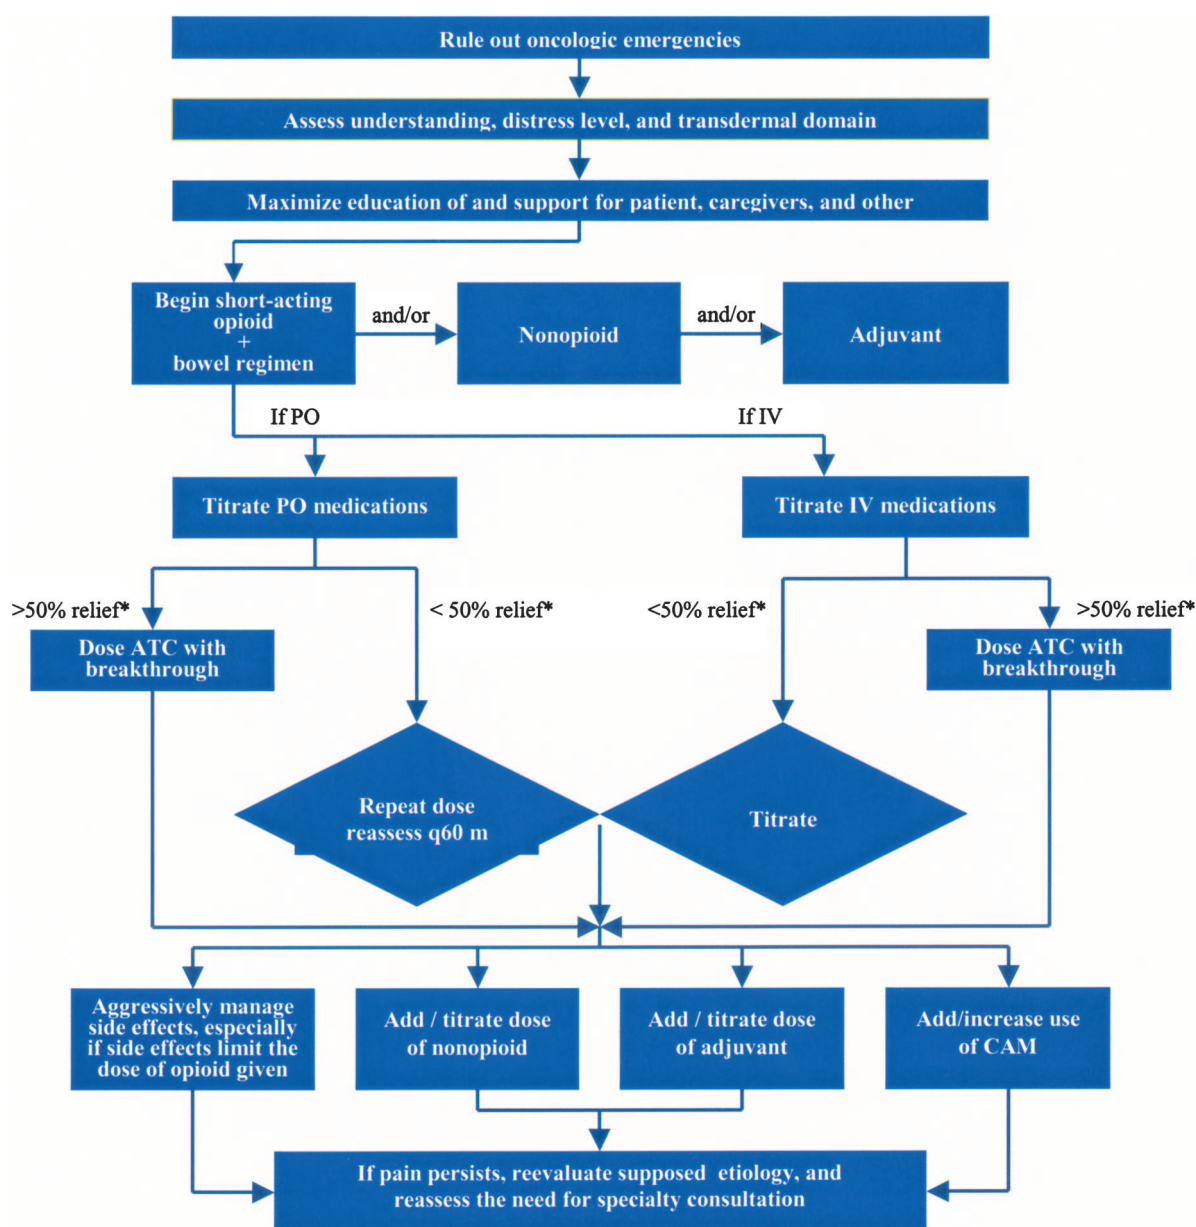 Rule out oncologic emergencies
Assess understanding, distress level, and transdermal domain
Maximize education of and support for patient, caregivers, and other
Begin short-acting
opioid
+
bowel regimen
and/or
Nonopioid
and/or
Adjuvant
If PO
If IV
Titrate PO medications
Titrate IV medications
>50% relief*
< 50% relief*
<50% relief*
>50% relief*
Dose ATC with
breakthrough
Dose ATC with
breakthrough
Repeat dose
reassess q60 m
Titrate
Aggressively manage
side effects, especially
if side effects limit the
dose of opioid given
Add / titrate dose
of nonopioid
Add / titrate dose
of adjuvant
Add/increase use
of CAM
If pain persists, reevaluate supposed etiology, and
reassess the need for specialty consultation